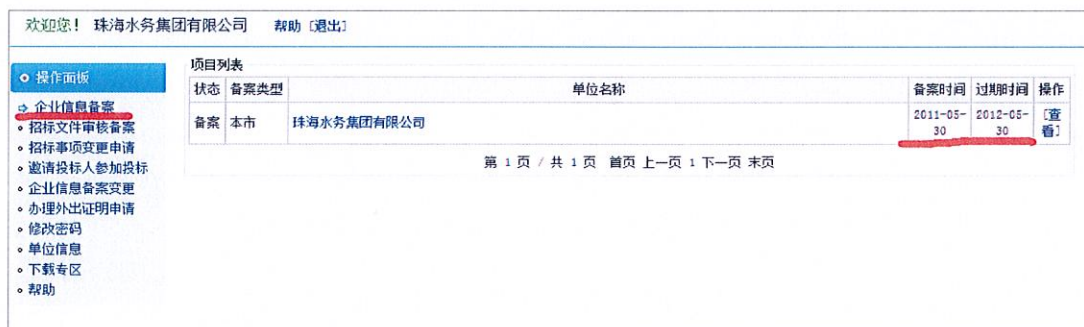 欢迎您! 珠海水务集团有限公司 帮助 [退出]
操作面板
企业信息备案
招标文件审核备案
招标事项变更申请
邀请投标人参加投标
企业信息备案变更
办理外出证明申请
修改密码
单位信息
下载专区
帮助
项目列表
状态 备案类型 单位名称 备案时间 过期时间 操作
备案 本市 珠海水务集团有限公司 2011-05- 2012-05- [查
30 30 看]
第 1 页 / 共 1 页 首页 上一页 1 下一页 末页